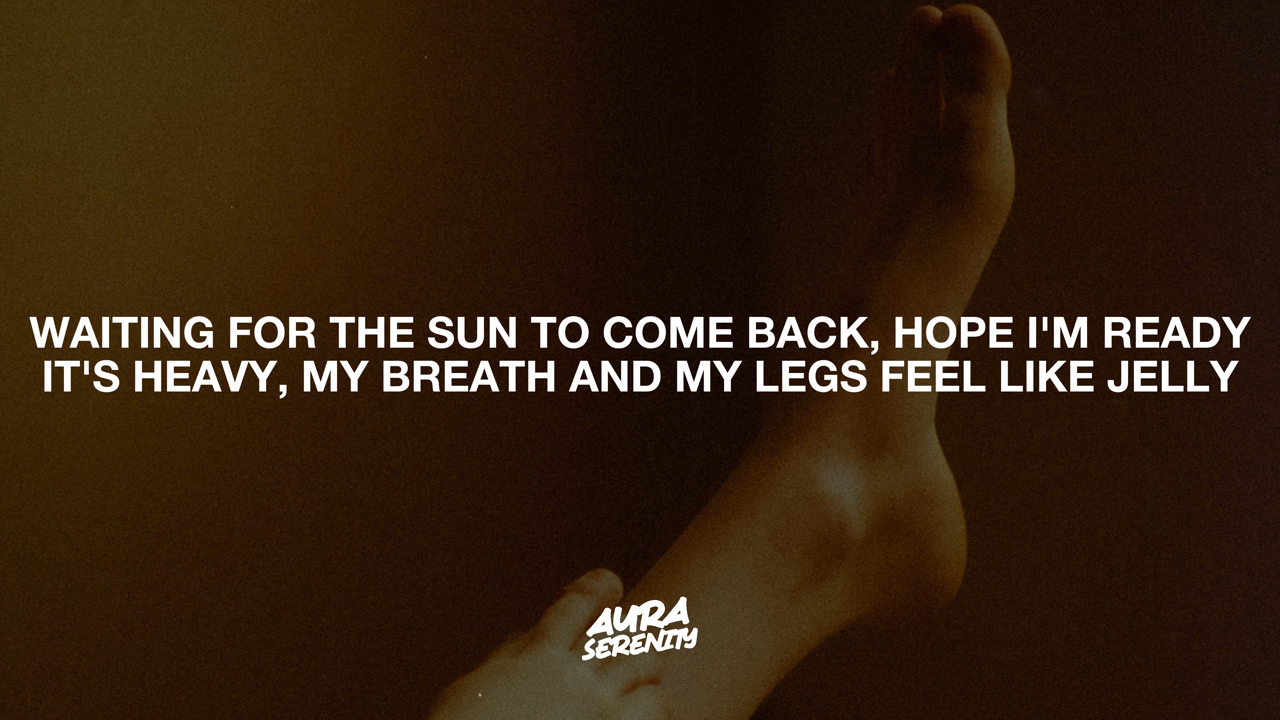 WAITING FOR THE SUN TO COME BACK, HOPE I'M READY
IT'S HEAVY, MY BREATH AND MY LEGS FEEL LIKE JELLY
AURA
SERENITY